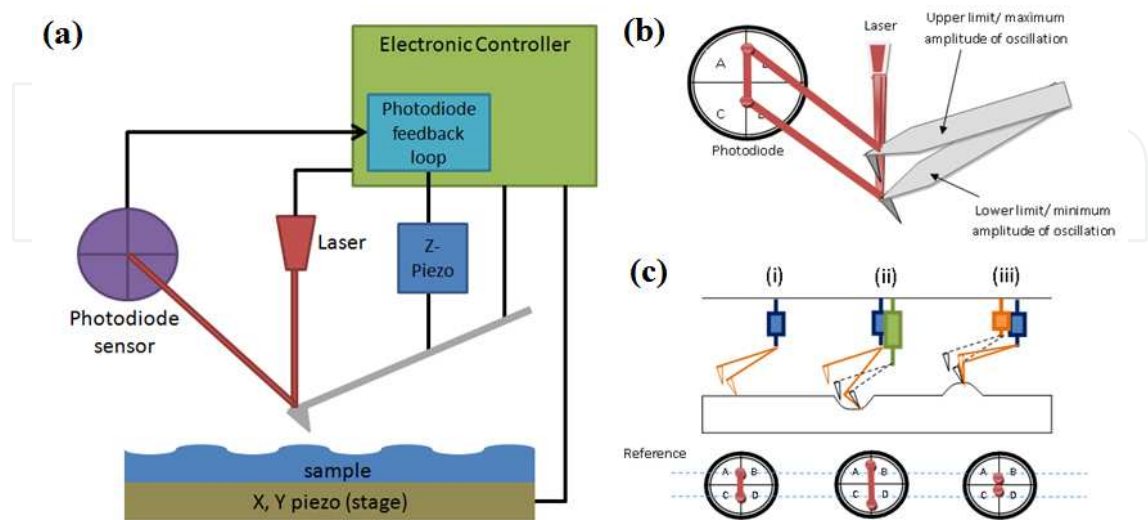 (a)
Electronic Controller
Photodiode
feedback
loop
Laser
Z-
Piezo
Photodiode
sensor
sample
X, Y piezo (stage)
(b)
Laser
Upper limit/ maximum
amplitude of oscillation
A
C
Photodiode
Lower limit/ minimum
amplitude of oscillation
(c)
(i) (ii) (iii)
Reference
A B A B A B
C D C D C D